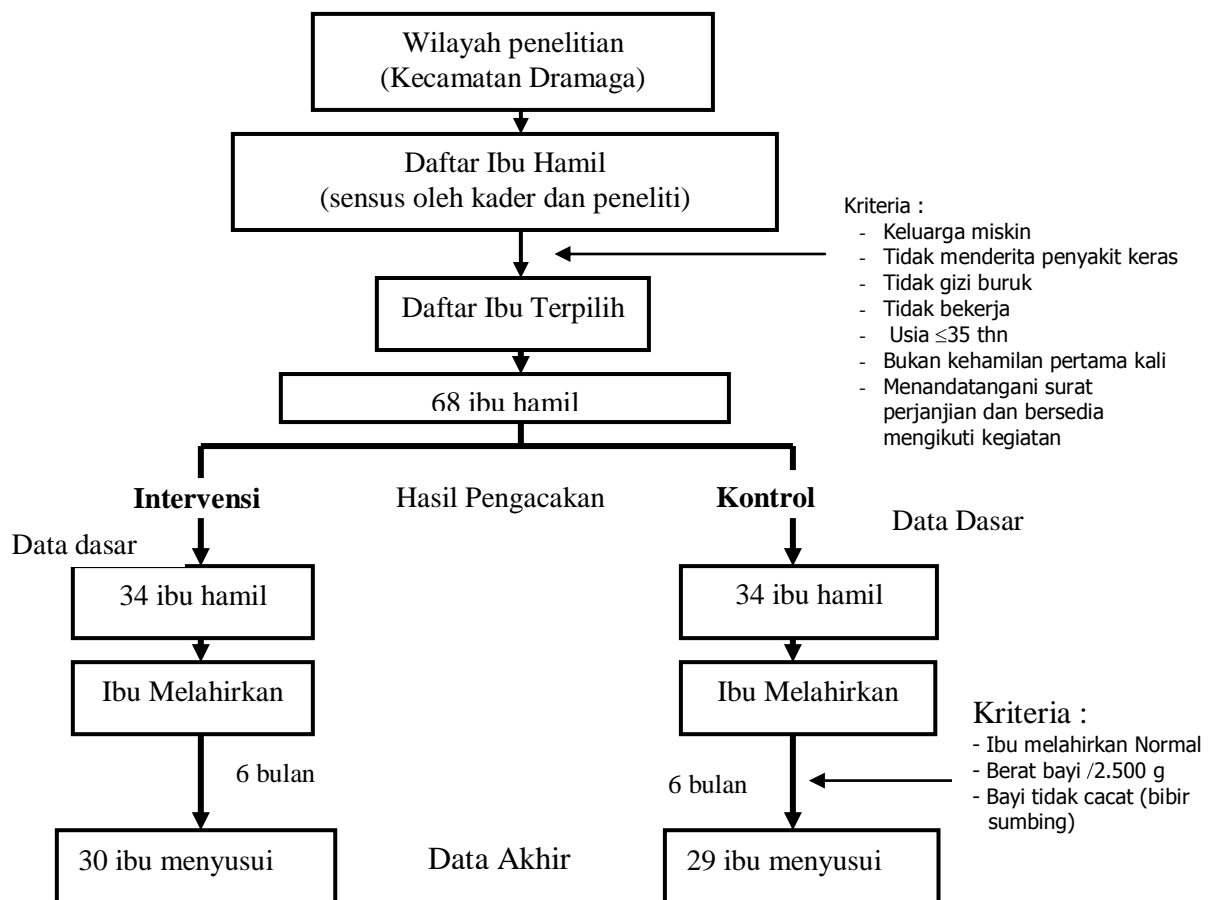 Wilayah penelitian
(Kecamatan Dramaga)
Daftar Ibu Hamil
(sensus oleh kader dan peneliti)
Kriteria :
- Keluarga miskin
- Tidak menderita penyakit keras
- Tidak gizi buruk
- Tidak bekerja
- Usia ≤35 thn
- Bukan kehamilan pertama kali
- Menandatangani surat
perjanjian dan bersedia
mengikuti kegiatan
Daftar Ibu Terpilih
68 ibu hamil
Intervensi
Hasil Pengacakan
Kontrol
Data dasar
Data Dasar
34 ibu hamil
34 ibu hamil
Ibu Melahirkan
Ibu Melahirkan
6 bulan
6 bulan
Kriteria :
- Ibu melahirkan Normal
- Berat bayi /2.500 g
- Bayi tidak cacat (bibir
sumbing)
30 ibu menyusui
Data Akhir
29 ibu menyusui